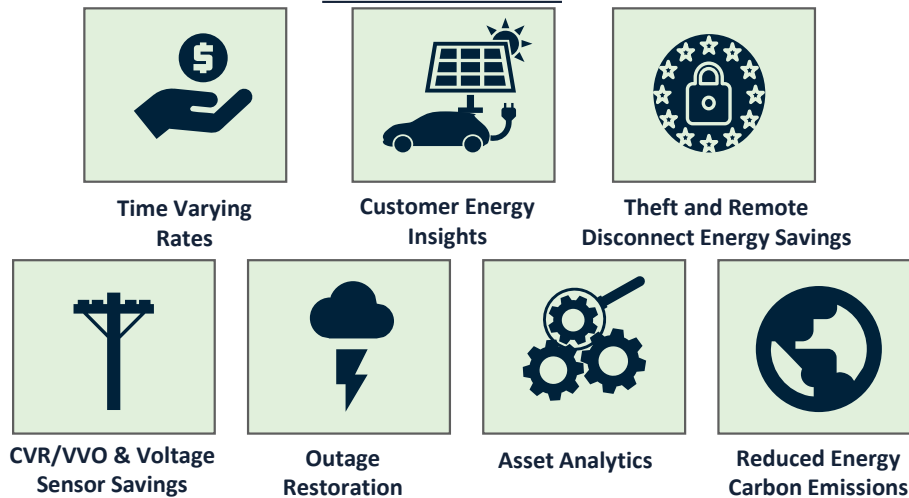 $
Time Varying
Rates
Customer Energy
Insights
Theft and Remote
Disconnect Energy Savings
CVR/VVO & Voltage
Sensor Savings
Outage
Restoration
Asset Analytics
Reduced Energy
Carbon Emissions